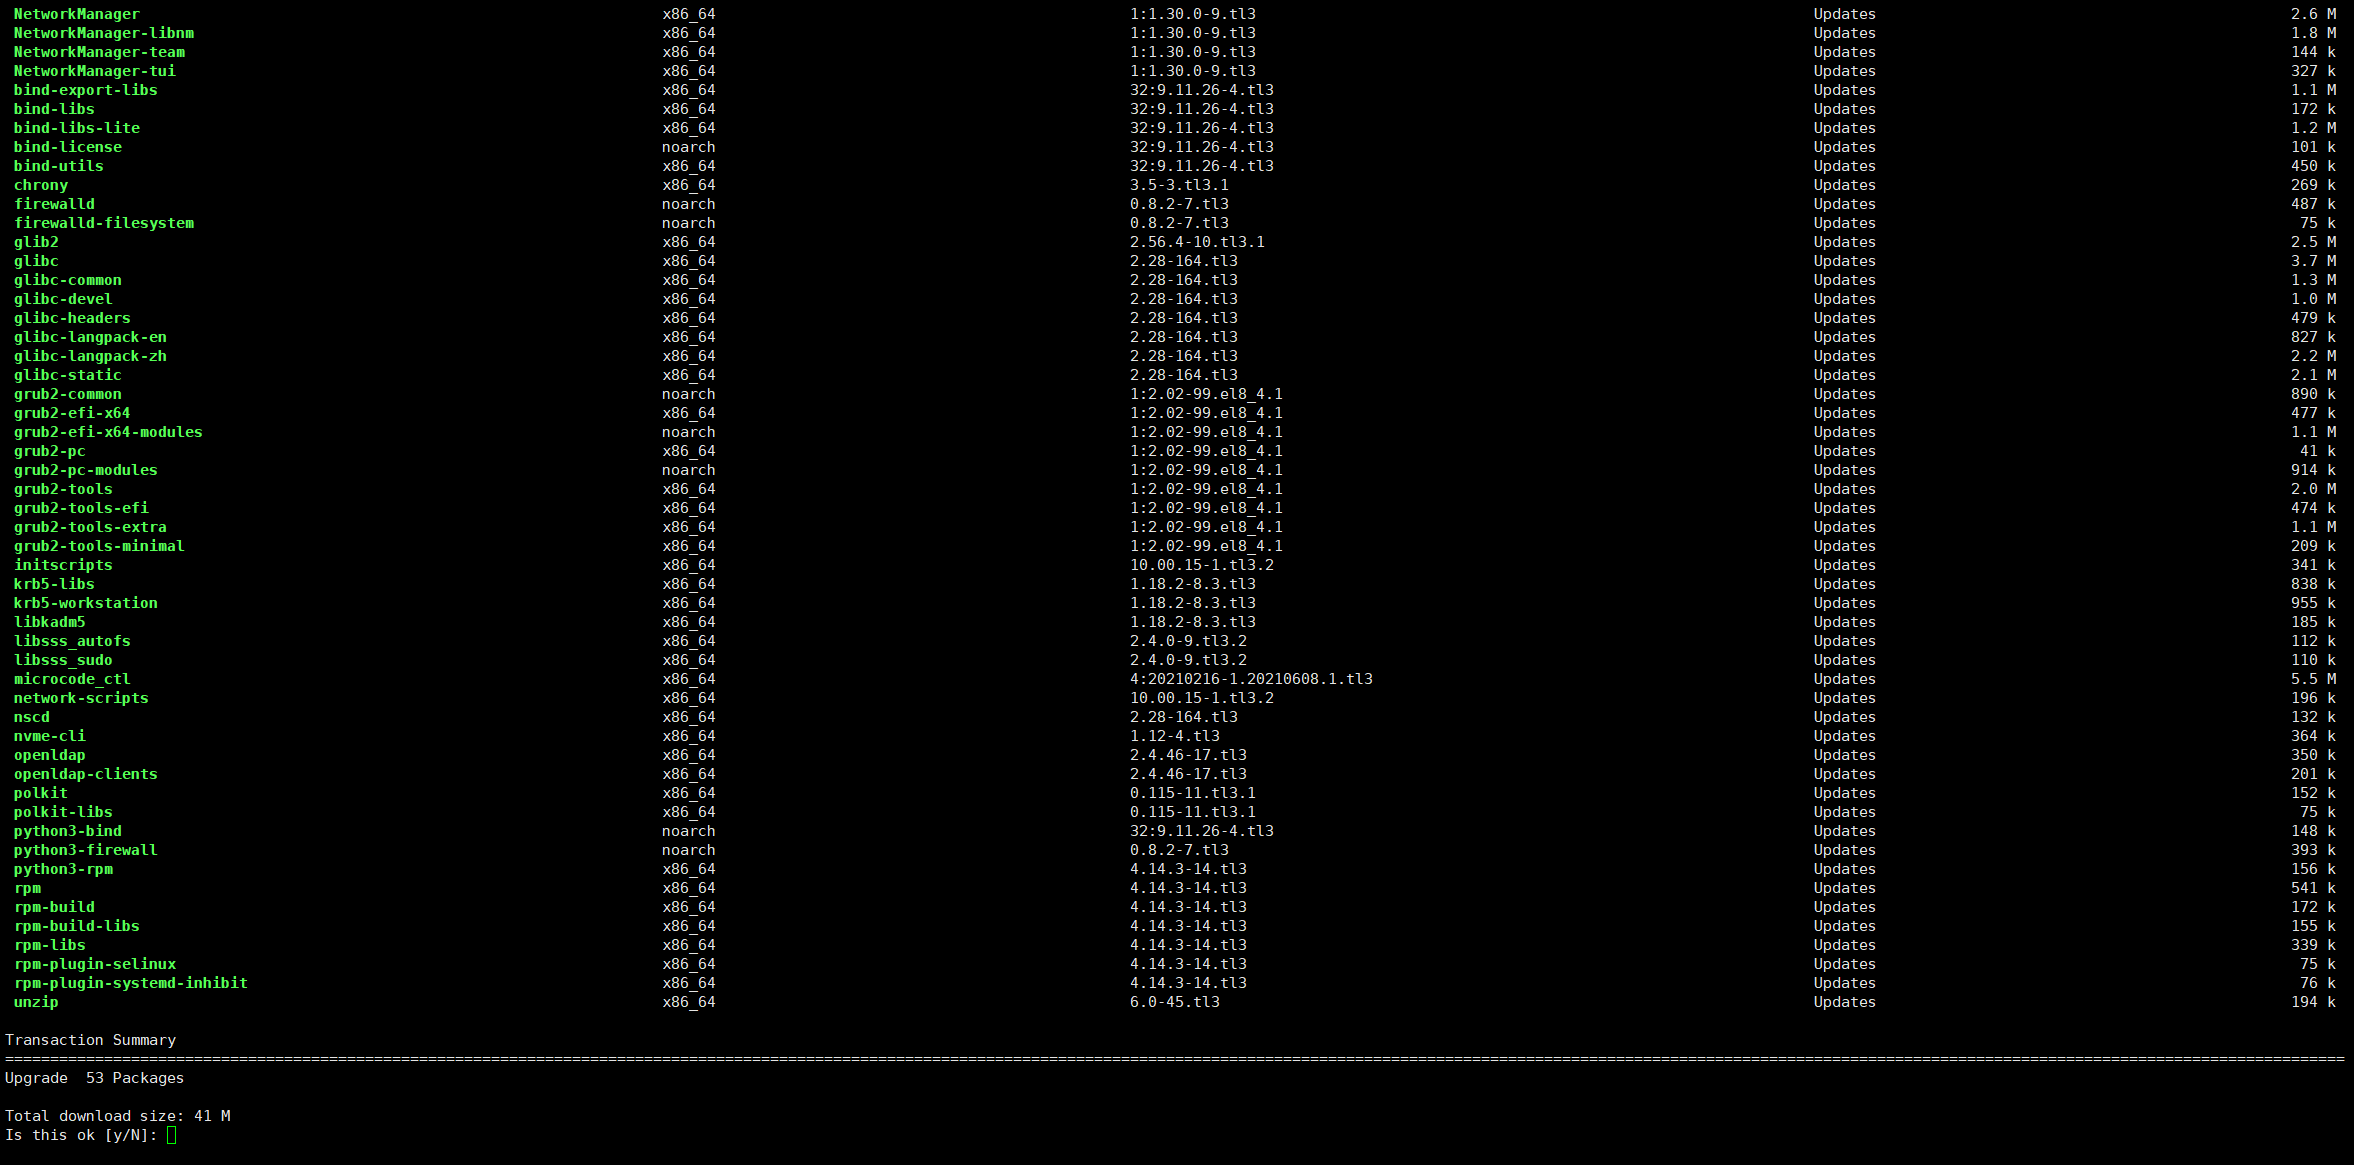 NetworkManager x86_64 1:1.30.0-9.tl3 Updates 2.6 M
NetworkManager-libnm x86_64 1:1.30.0-9.tl3 Updates 1.8 M
NetworkManager-team x86_64 1:1.30.0-9.tl3 Updates 144 k
NetworkManager-tui x86_64 1:1.30.0-9.tl3 Updates 327 k
bind-export-libs x86_64 32:9.11.26-4.tl3 Updates 1.1 M
bind-libs x86_64 32:9.11.26-4.tl3 Updates 172 k
bind-libs-lite x86_64 32:9.11.26-4.tl3 Updates 1.2 M
bind-license noarch 32:9.11.26-4.tl3 Updates 101 k
bind-utils x86_64 32:9.11.26-4.tl3 Updates 450 k
chrony x86_64 3.5-3.tl3.1 Updates 269 k
firewalld noarch 0.8.2-7.tl3 Updates 487 k
firewalld-filesystem noarch 0.8.2-7.tl3 Updates 75 k
glib2 x86_64 2.56.4-10.tl3.1 Updates 2.5 M
glibc x86_64 2.28-164.tl3 Updates 3.7 M
glibc-common x86_64 2.28-164.tl3 Updates 1.3 M
glibc-devel x86_64 2.28-164.tl3 Updates 1.0 M
glibc-headers x86_64 2.28-164.tl3 Updates 479 k
glibc-langpack-en x86_64 2.28-164.tl3 Updates 827 k
glibc-langpack-zh x86_64 2.28-164.tl3 Updates 2.2 M
glibc-static x86_64 2.28-164.tl3 Updates 2.1 M
grub2-common noarch 1:2.02-99.el8_4.1 Updates 890 k
grub2-efi-x64 x86_64 1:2.02-99.el8_4.1 Updates 477 k
grub2-efi-x64-modules noarch 1:2.02-99.el8_4.1 Updates 1.1 M
grub2-pc x86_64 1:2.02-99.el8_4.1 Updates 41 k
grub2-pc-modules noarch 1:2.02-99.el8_4.1 Updates 914 k
grub2-tools x86_64 1:2.02-99.el8_4.1 Updates 2.0 M
grub2-tools-efi x86_64 1:2.02-99.el8_4.1 Updates 474 k
grub2-tools-extra x86_64 1:2.02-99.el8_4.1 Updates 1.1 M
grub2-tools-minimal x86_64 1:2.02-99.el8_4.1 Updates 209 k
initscripts x86_64 10.00.15-1.tl3.2 Updates 341 k
krb5-libs x86_64 1.18.2-8.3.tl3 Updates 838 k
krb5-workstation x86_64 1.18.2-8.3.tl3 Updates 955 k
libkadm5 x86_64 1.18.2-8.3.tl3 Updates 185 k
libsss_autofs x86_64 2.4.0-9.tl3.2 Updates 112 k
libsss_sudo x86_64 2.4.0-9.tl3.2 Updates 110 k
microcode_ctl x86_64 4:20210216-1.20210608.1.tl3 Updates 5.5 M
network-scripts x86_64 10.00.15-1.tl3.2 Updates 196 k
nscd x86_64 2.28-164.tl3 Updates 132 k
nvme-cli x86_64 1.12-4.tl3 Updates 364 k
openldap x86_64 2.4.46-17.tl3 Updates 350 k
openldap-clients x86_64 2.4.46-17.tl3 Updates 201 k
polkit x86_64 0.115-11.tl3.1 Updates 152 k
polkit-libs x86_64 0.115-11.tl3.1 Updates 75 k
python3-bind noarch 32:9.11.26-4.tl3 Updates 148 k
python3-firewall noarch 0.8.2-7.tl3 Updates 393 k
python3-rpm x86_64 4.14.3-14.tl3 Updates 156 k
rpm x86_64 4.14.3-14.tl3 Updates 541 k
rpm-build x86_64 4.14.3-14.tl3 Updates 172 k
rpm-build-libs x86_64 4.14.3-14.tl3 Updates 155 k
rpm-libs x86_64 4.14.3-14.tl3 Updates 339 k
rpm-plugin-selinux x86_64 4.14.3-14.tl3 Updates 75 k
rpm-plugin-systemd-inhibit x86_64 4.14.3-14.tl3 Updates 76 k
unzip x86_64 6.0-45.tl3 Updates 194 k
Transaction Summary
Upgrade 53 Packages
Total download size: 41 M
Is this ok [y/N]: